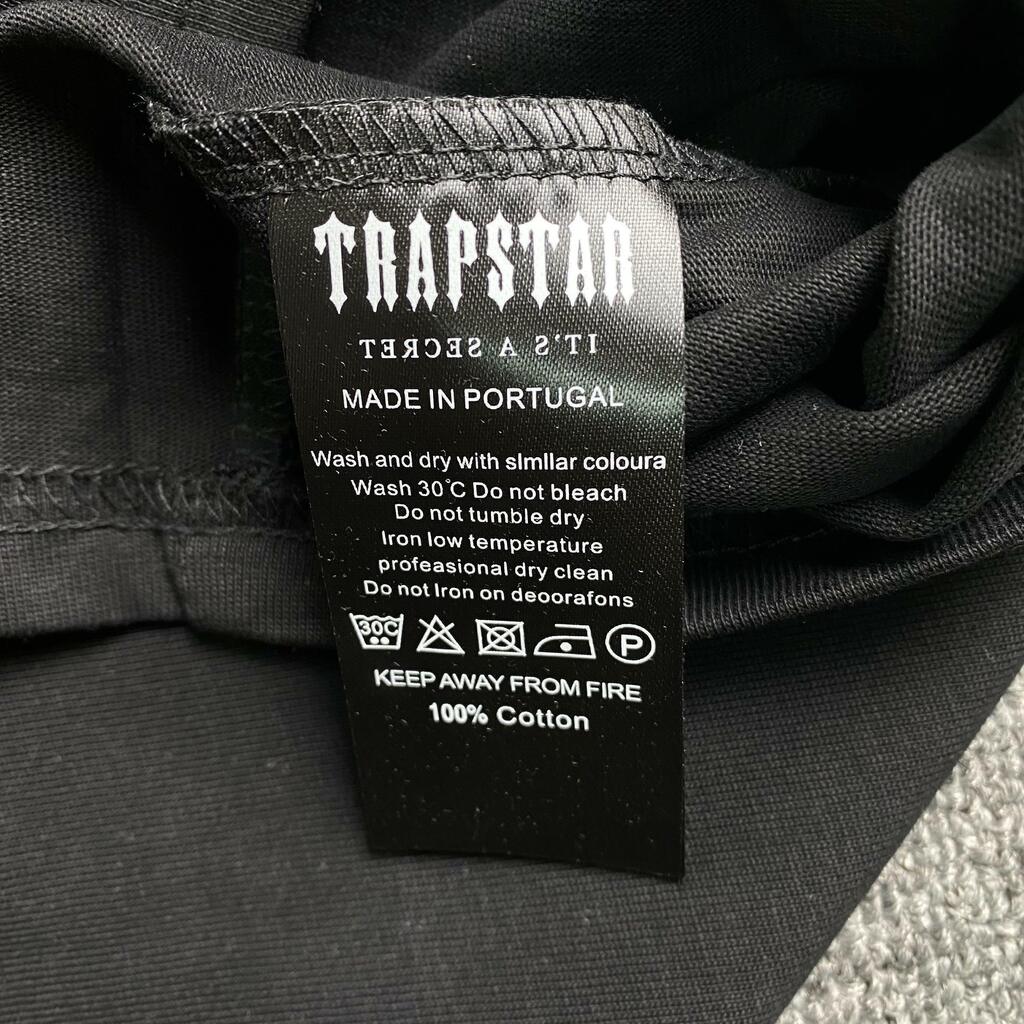 TRAPSTAR
IT'S A SECRET
MADE IN PORTUGAL
Wash and dry with slmllar coloura
Wash 30°C Do not bleach
Do not tumble dry
Iron low temperature
profeasional dry clean
Do not Iron on deoorafons
30C P
KEEP AWAY FROM FIRE
100% Cotton